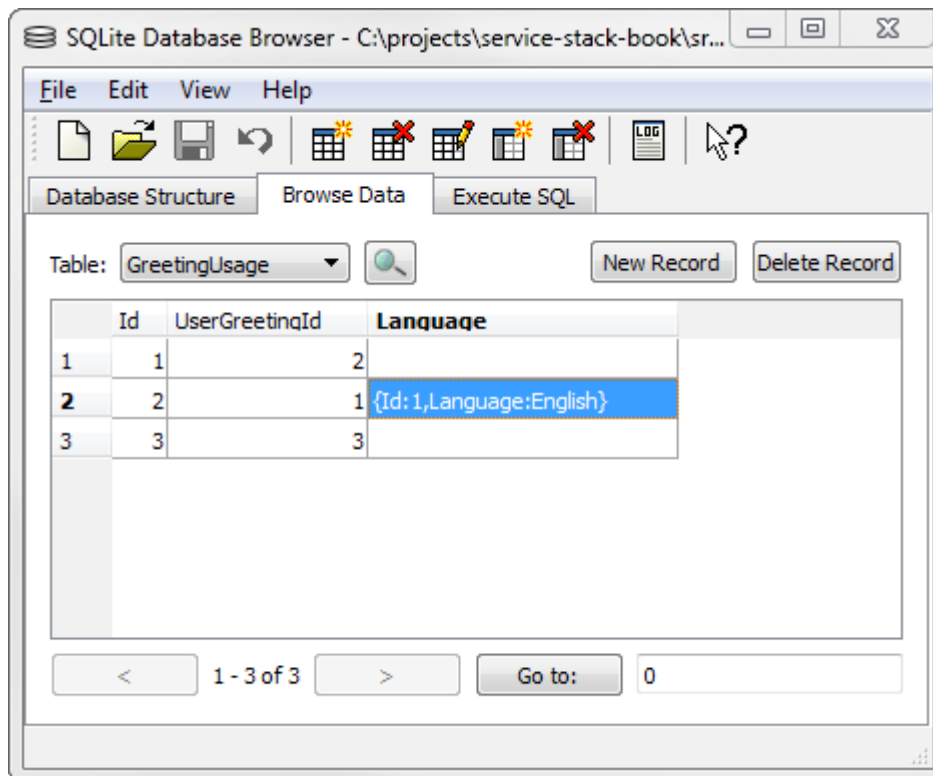 SQLite Database Browser - C:\projects\service-stack-book\sr...
File Edit View Help
LOG ?
Database Structure Browse Data Execute SQL
Table: GreetingUsage New Record Delete Record
Id UserGreetingId Language
1 1 2
2 2 1 {Id:1,Language:English}
3 3 3
< 1 - 3 of 3 > Go to: 0